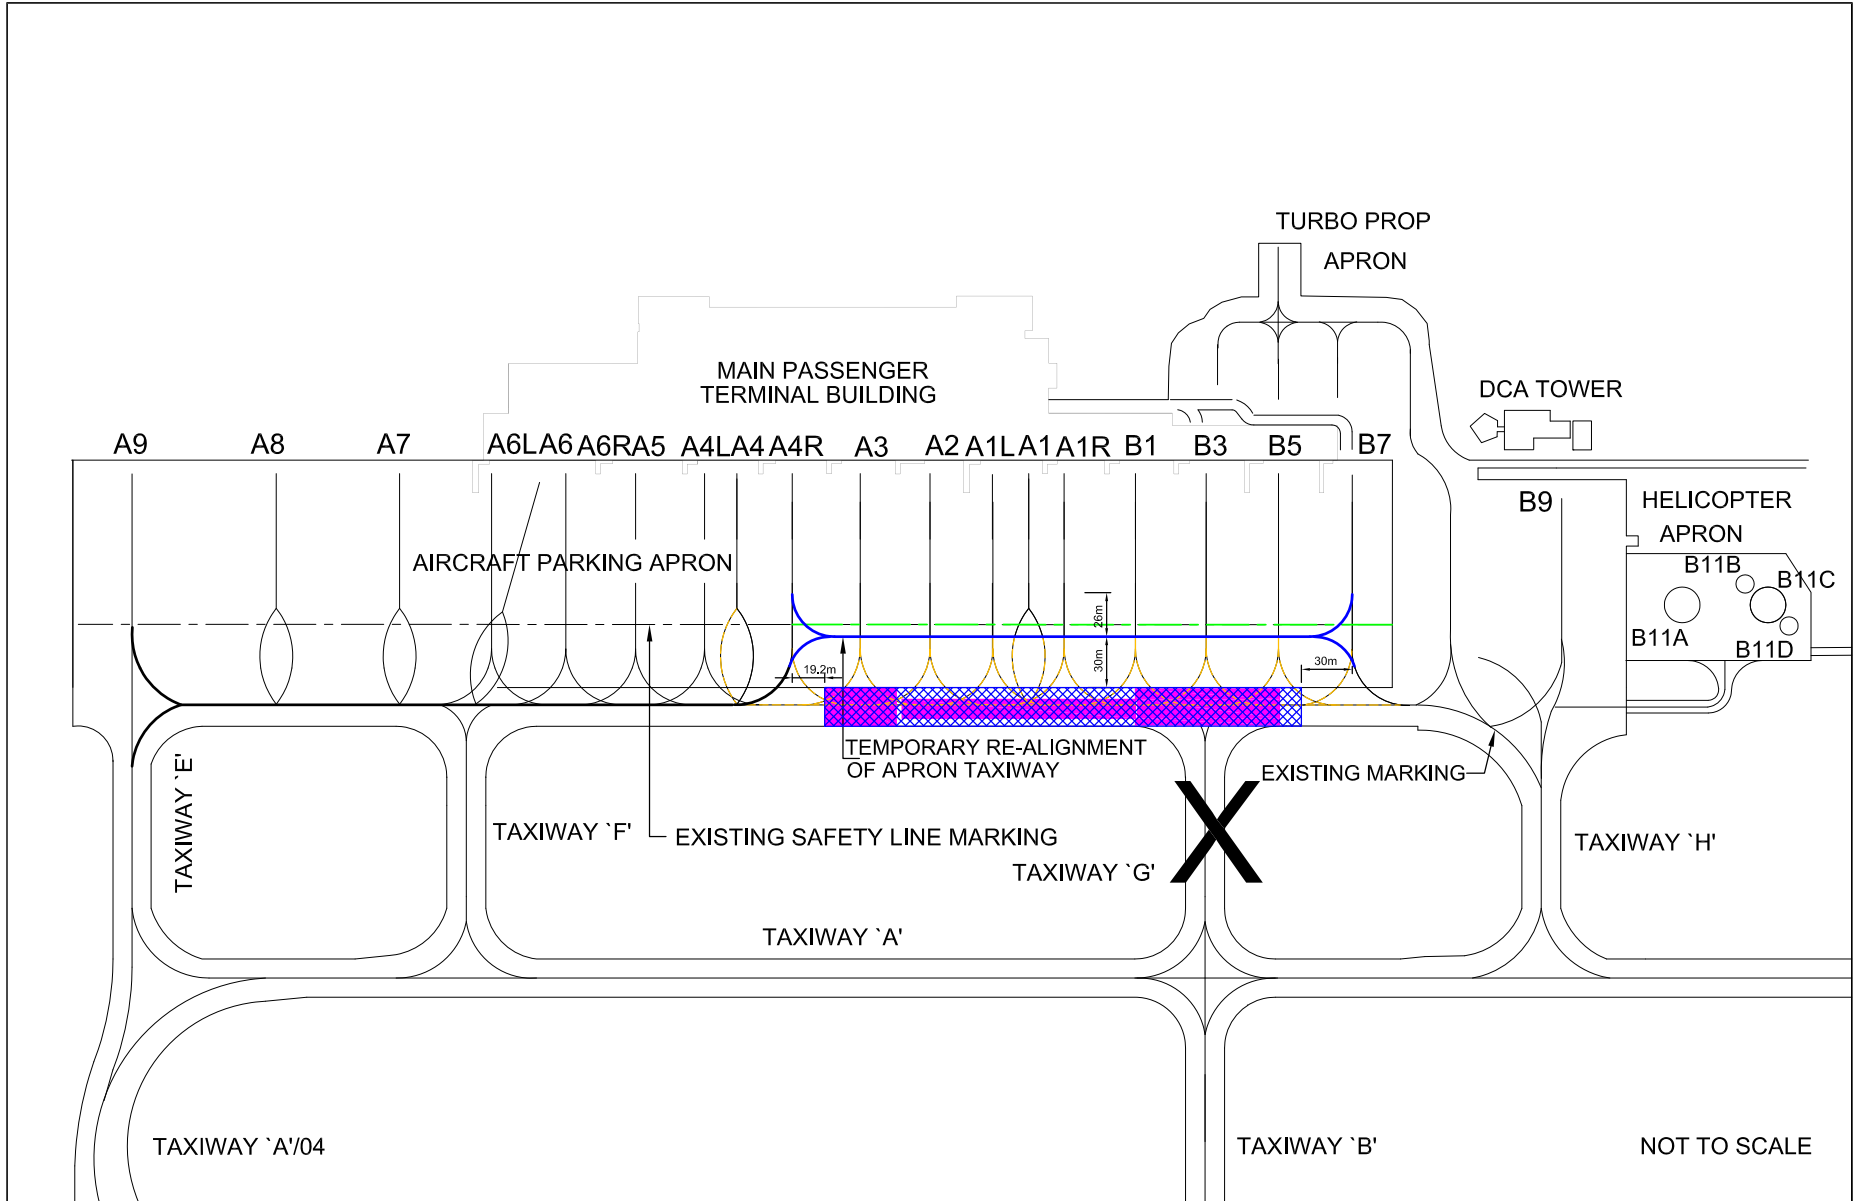 TURBO PROP
APRON
MAIN PASSENGER
TERMINAL BUILDING
DCA TOWER
A9
A8
A7
A6L
A6
A6R
A5
A4L
A4
A4R
A3
A2
A1L
A1
A1R
B1
B3
B5
B7
B9
HELICOPTER
APRON
AIRCRAFT PARKING APRON
B11B
B11C
B11A
B11D
26m
30m
19.2m
30m
TEMPORARY RE-ALIGNMENT
OF APRON TAXIWAY
EXISTING MARKING
TAXIWAY `E'
TAXIWAY `F'
EXISTING SAFETY LINE MARKING
TAXIWAY `G'
X
TAXIWAY `H'
TAXIWAY `A'
TAXIWAY `A'/04
TAXIWAY `B'
NOT TO SCALE